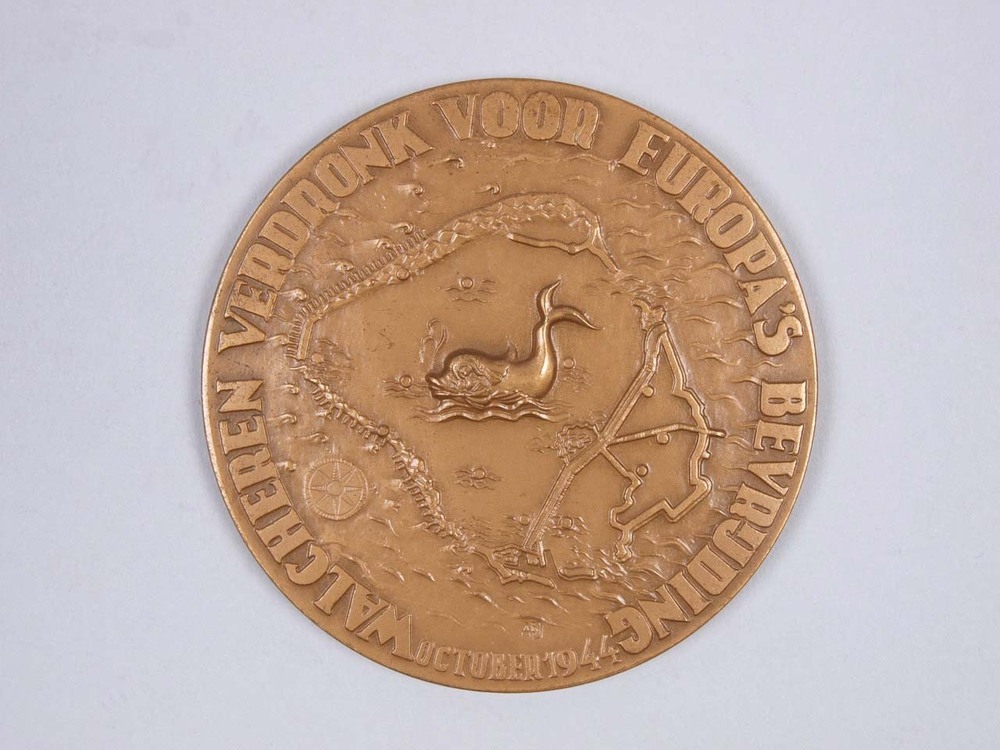 WALCHEREN VERDRONK VOOR EUROPA'S BEVRIJDING
OCTOBER 1944